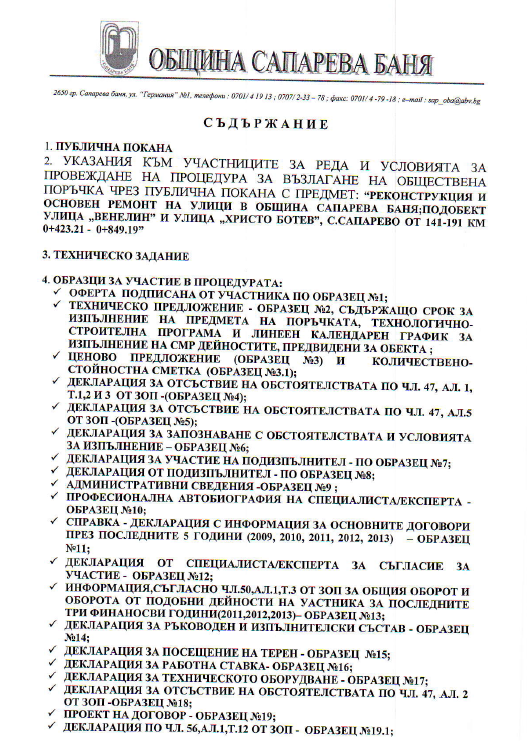 ОБЩИНА САПАРЕВА БАНЯ
2650 гр. Сапарева баня, ул. "Германия" №1, телефони : 0701/ 4 19 13 ; 0707/ 2-33 – 78 ; факс: 0701/ 4 -79 -18 ; e-mail : sap_oba@abv.bg
СЪДЪРЖАНИЕ
1. ПУБЛИЧНА ПОКАНА
2. УКАЗАНИЯ КЪМ УЧАСТНИЦИТЕ ЗА РЕДА И УСЛОВИЯТА ЗА
ПРОВЕЖДАНЕ НА ПРОЦЕДУРА ЗА ВЪЗЛАГАНЕ НА ОБЩЕСТВЕНА
ПОРЪЧКА ЧРЕЗ ПУБЛИЧНА ПОКАНА С ПРЕДМЕТ: “РЕКОНСТРУКЦИЯ И
ОСНОВЕН РЕМОНТ НА УЛИЦИ В ОБЩИНА САПАРЕВА БАНЯ;ПОДОБЕКТ
УЛИЦА „ВЕНЕЛИН” И УЛИЦА „ХРИСТО БОТЕВ”, С.САПАРЕВО ОТ 141-191 КМ
0+423.21 - 0+849.19”
3. ТЕХНИЧЕСКО ЗАДАНИЕ
4. ОБРАЗЦИ ЗА УЧАСТИЕ В ПРОЦЕДУРАТА:
✓ ОФЕРТА ПОДПИСАНА ОТ УЧАСТНИКА ПО ОБРАЗЕЦ №1;
✓ ТЕХНИЧЕСКО ПРЕДЛОЖЕНИЕ - ОБРАЗЕЦ №2, СЪДЪРЖАЩО СРОК ЗА
ИЗПЪЛНЕНИЕ НА ПРЕДМЕТА НА ПОРЪЧКАТА, ТЕХНОЛОГИЧНО-
СТРОИТЕЛНА ПРОГРАМА И ЛИНЕЕН КАЛЕНДАРЕН ГРАФИК ЗА
ИЗПЪЛНЕНИЕ НА СМР ДЕЙНОСТИТЕ, ПРЕДВИДЕНИ ЗА ОБЕКТА ;
✓ ЦЕНОВО ПРЕДЛОЖЕНИЕ (ОБРАЗЕЦ №3) И КОЛИЧЕСТВЕНО-
СТОЙНОСТНА СМЕТКА (ОБРАЗЕЦ №3.1);
✓ ДЕКЛАРАЦИЯ ЗА ОТСЪСТВИЕ НА ОБСТОЯТЕЛСТВАТА ПО ЧЛ. 47, АЛ. 1,
Т.1,2 И 3 ОТ ЗОП -(ОБРАЗЕЦ №4);
✓ ДЕКЛАРАЦИЯ ЗА ОТСЪСТВИЕ НА ОБСТОЯТЕЛСТВАТА ПО ЧЛ. 47, АЛ.5
ОТ ЗОП -(ОБРАЗЕЦ №5);
✓ ДЕКЛАРАЦИЯ ЗА ЗАПОЗНАВАНЕ С ОБСТОЯТЕЛСТВАТА И УСЛОВИЯТА
ЗА ИЗПЪЛНЕНИЕ – ОБРАЗЕЦ №6;
✓ ДЕКЛАРАЦИЯ ЗА УЧАСТИЕ НА ПОДИЗПЪЛНИТЕЛ - ПО ОБРАЗЕЦ №7;
✓ ДЕКЛАРАЦИЯ ОТ ПОДИЗПЪЛНИТЕЛ - ПО ОБРАЗЕЦ №8;
✓ АДМИНИСТРАТИВНИ СВЕДЕНИЯ -ОБРАЗЕЦ №9 ;
✓ ПРОФЕСИОНАЛНА АВТОБИОГРАФИЯ НА СПЕЦИАЛИСТА/ЕКСПЕРТА -
ОБРАЗЕЦ №10;
✓ СПРАВКА - ДЕКЛАРАЦИЯ С ИНФОРМАЦИЯ ЗА ОСНОВНИТЕ ДОГОВОРИ
ПРЕЗ ПОСЛЕДНИТЕ 5 ГОДИНИ (2009, 2010, 2011, 2012, 2013) – ОБРАЗЕЦ
№11;
✓ ДЕКЛАРАЦИЯ ОТ СПЕЦИАЛИСТА/ЕКСПЕРТА ЗА СЪГЛАСИЕ ЗА
УЧАСТИЕ - ОБРАЗЕЦ №12;
✓ ИНФОРМАЦИЯ,СЪГЛАСНО ЧЛ.50,АЛ.1,Т.3 ОТ ЗОП ЗА ОБЩИЯ ОБОРОТ И
ОБОРОТА ОТ ПОДОБНИ ДЕЙНОСТИ НА УАСТНИКА ЗА ПОСЛЕДНИТЕ
ТРИ ФИНАНОСВИ ГОДИНИ(2011,2012,2013)– ОБРАЗЕЦ №13;
✓ ДЕКЛАРАЦИЯ ЗА РЪКОВОДЕН И ИЗПЪЛНИТЕЛСКИ СЪСТАВ - ОБРАЗЕЦ
№14;
✓ ДЕКЛАРАЦИЯ ЗА ПОСЕЩЕНИЕ НА ТЕРЕН - ОБРАЗЕЦ №15;
✓ ДЕКЛАРАЦИЯ ЗА РАБОТНА СТАВКА- ОБРАЗЕЦ №16;
✓ ДЕКЛАРАЦИЯ ЗА ТЕХНИЧЕСКОТО ОБОРУДВАНЕ - ОБРАЗЕЦ №17;
✓ ДЕКЛАРАЦИЯ ЗА ОТСЪСТВИЕ НА ОБСТОЯТЕЛСТВАТА ПО ЧЛ. 47, АЛ. 2
ОТ ЗОП -ОБРАЗЕЦ №18;
✓ ПРОЕКТ НА ДОГОВОР - ОБРАЗЕЦ №19;
✓ ДЕКЛАРАЦИЯ ПО ЧЛ. 56,АЛ.1,Т.12 ОТ ЗОП - ОБРАЗЕЦ №19.1;